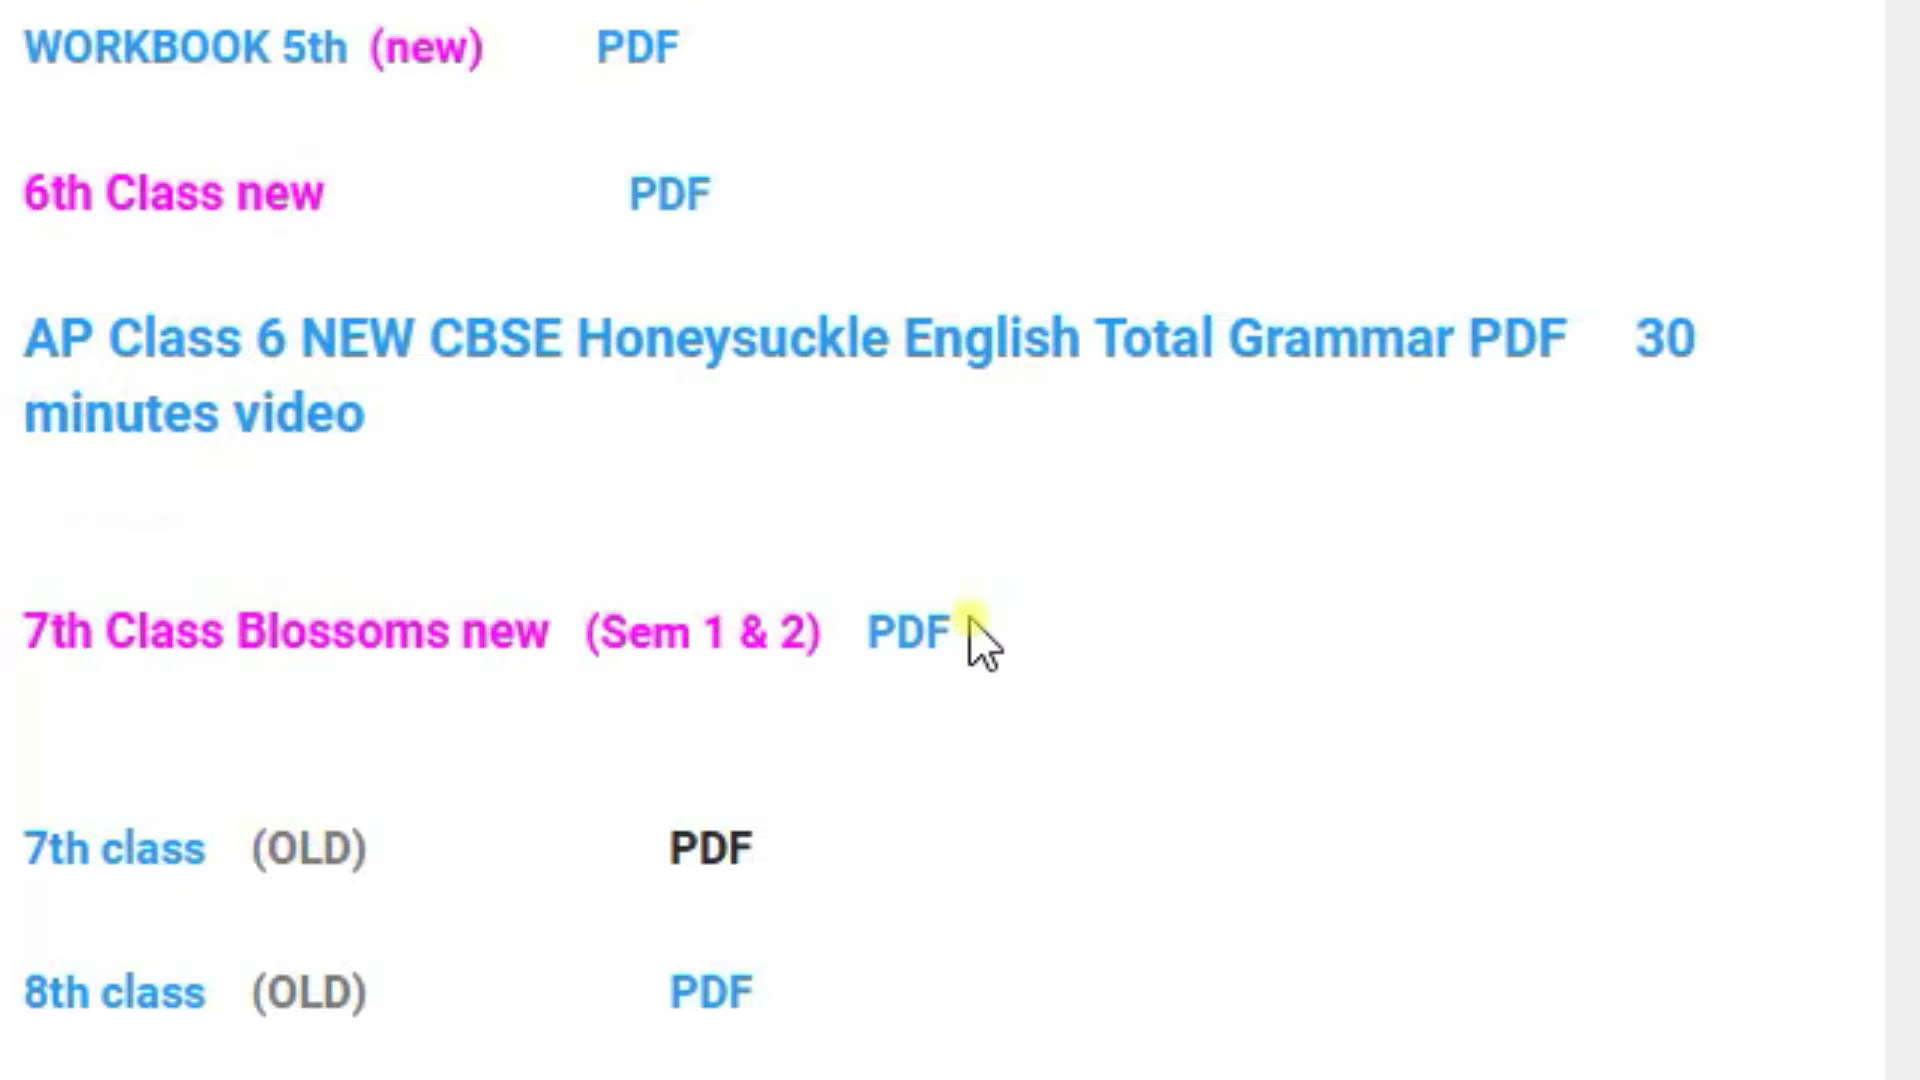 WORKBOOK 5th (new) PDF
6th Class new PDF
AP Class 6 NEW CBSE Honeysuckle English Total Grammar PDF 30
minutes video
7th Class Blossoms new (Sem 1 & 2) PDF
7th class (OLD) PDF
8th class (OLD) PDF